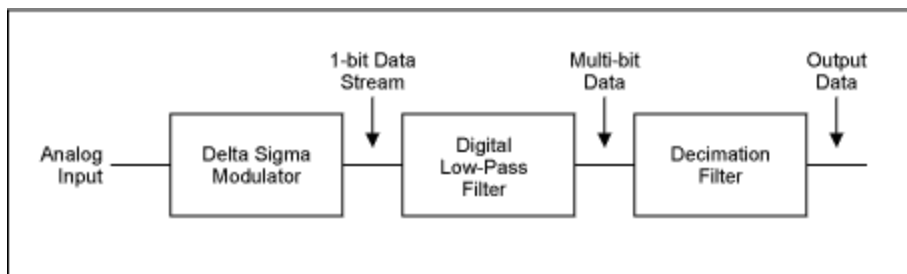 1-bit Data
Stream
Multi-bit
Data
Output
Data
Analog
Input
Delta Sigma
Modulator
Digital
Low-Pass
Filter
Decimation
Filter